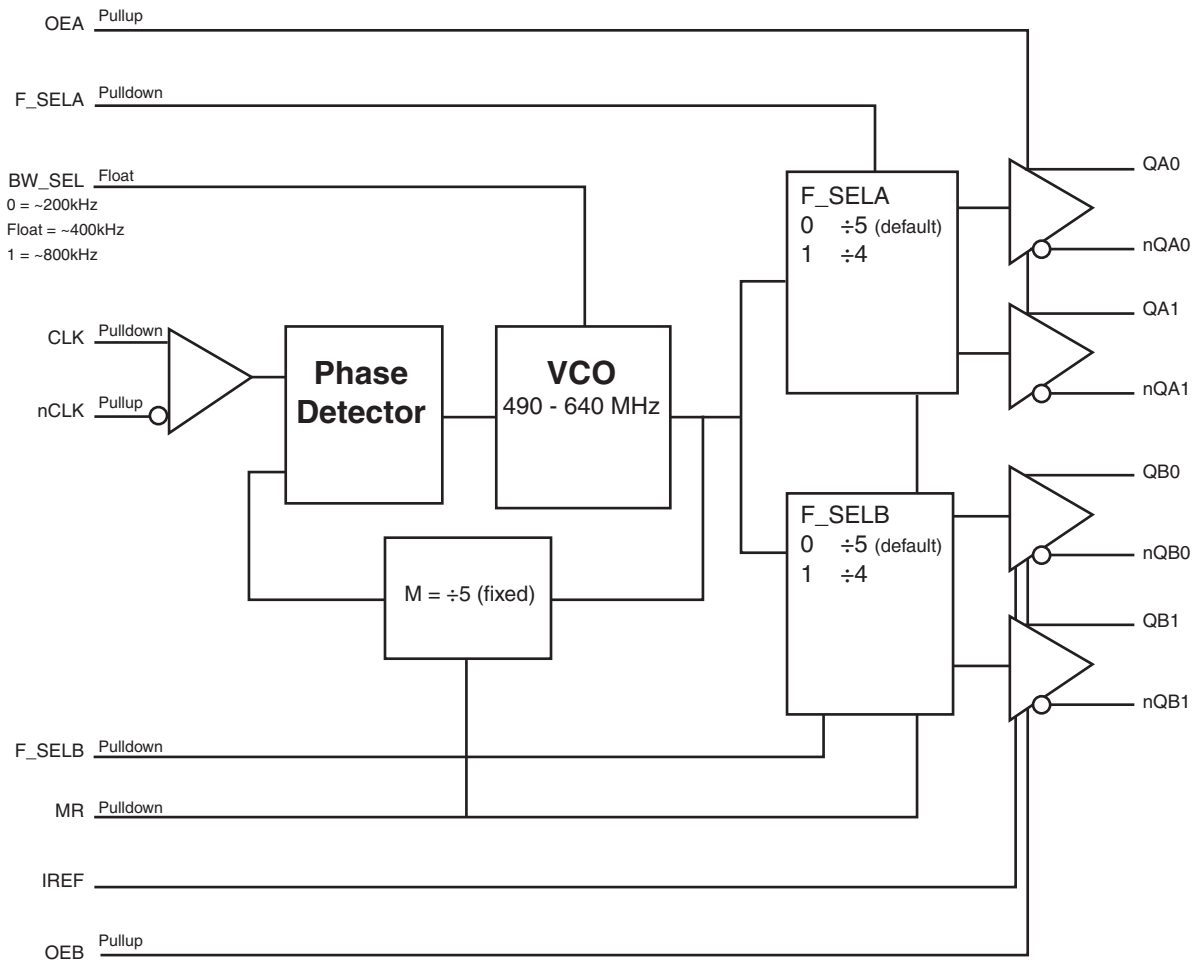 OEA Pullup
F_SELA Pulldown
BW_SEL Float
0 = ~200kHz
Float = ~400kHz
1 = ~800kHz
CLK Pulldown
nCLK Pullup
Phase
Detector
VCO
490 - 640 MHz
M = ÷5 (fixed)
F_SELA
0 ÷5 (default)
1 ÷4
F_SELB
0 ÷5 (default)
1 ÷4
QA0
nQA0
QA1
nQA1
QB0
nQB0
QB1
nQB1
F_SELB Pulldown
MR Pulldown
IREF
OEB Pullup